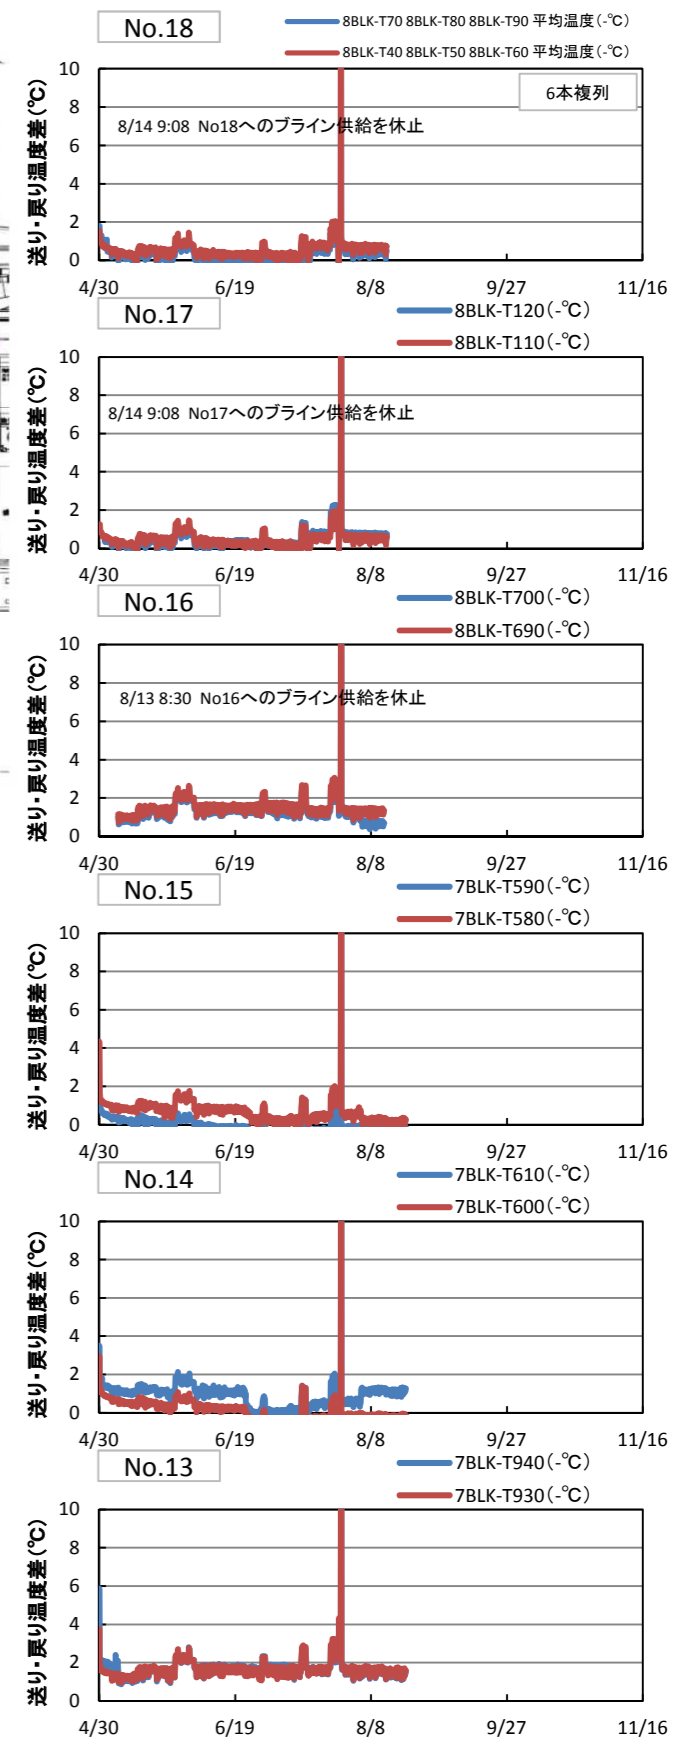 No.18
8BLK-T70 8BLK-T80 8BLK-T90 平均温度(-℃)
8BLK-T40 8BLK-T50 8BLK-T60 平均温度(-℃)
送り・戻り温度差(℃)
10
8
6
4
2
0
6本複列
8/14 9:08 No18へのブライン供給を休止
4/30 6/19 8/8 9/27 11/16
No.17
8BLK-T120(-℃)
8BLK-T110(-℃)
送り・戻り温度差(℃)
10
8
6
4
2
0
8/14 9:08 No17へのブライン供給を休止
4/30 6/19 8/8 9/27 11/16
No.16
8BLK-T700(-℃)
8BLK-T690(-℃)
送り・戻り温度差(℃)
10
8
6
4
2
0
8/13 8:30 No16へのブライン供給を休止
4/30 6/19 8/8 9/27 11/16
No.15
7BLK-T590(-℃)
7BLK-T580(-℃)
送り・戻り温度差(℃)
10
8
6
4
2
0
4/30 6/19 8/8 9/27 11/16
No.14
7BLK-T610(-℃)
7BLK-T600(-℃)
送り・戻り温度差(℃)
10
8
6
4
2
0
4/30 6/19 8/8 9/27 11/16
No.13
7BLK-T940(-℃)
7BLK-T930(-℃)
送り・戻り温度差(℃)
10
8
6
4
2
0
4/30 6/19 8/8 9/27 11/16